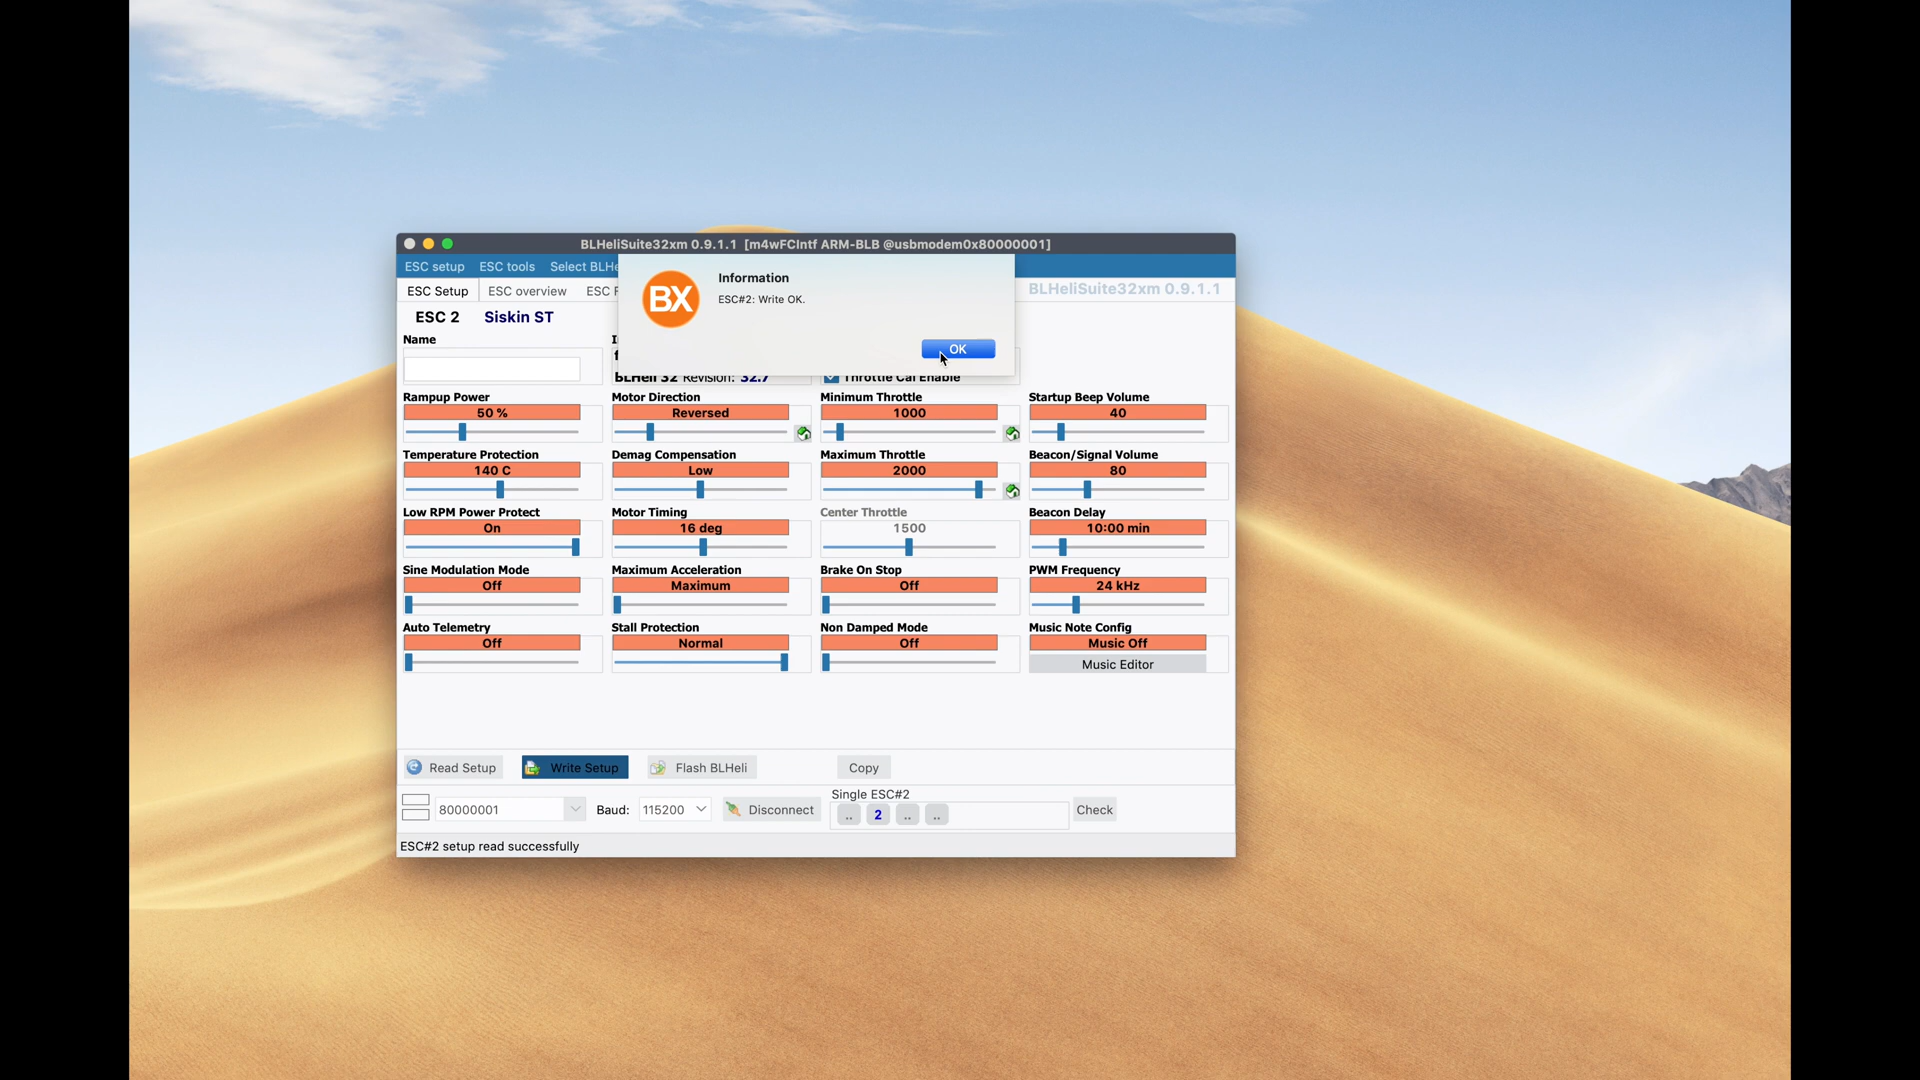 BLHeliSuite32xm 0.9.1.1 [m4wFCIntf ARM-BLB @usbmodem0x80000001]
ESC setup ESC tools Select BLHe
ESC Setup ESC overview ESC F
BLHeliSuite32xm 0.9.1.1
BX
Information
ESC#2: Write OK.
OK
ESC 2 Siskin ST
Name
BLHeli 32 Revision: 32.7
Throttle Cal Enable
Rampup Power Motor Direction Minimum Throttle Startup Beep Volume
50 % Reversed 1000 40
Temperature Protection Demag Compensation Maximum Throttle Beacon/Signal Volume
140 C Low 2000 80
Low RPM Power Protect Motor Timing Center Throttle Beacon Delay
On 16 deg 1500 10:00 min
Sine Modulation Mode Maximum Acceleration Brake On Stop PWM Frequency
Off Maximum Off 24 kHz
Auto Telemetry Stall Protection Non Damped Mode Music Note Config
Off Normal Off Music Off
Music Editor
Read Setup Write Setup Flash BLHeli Copy
Single ESC#2
80000001 Baud: 115200 Disconnect .. 2 .. .. Check
ESC#2 setup read successfully